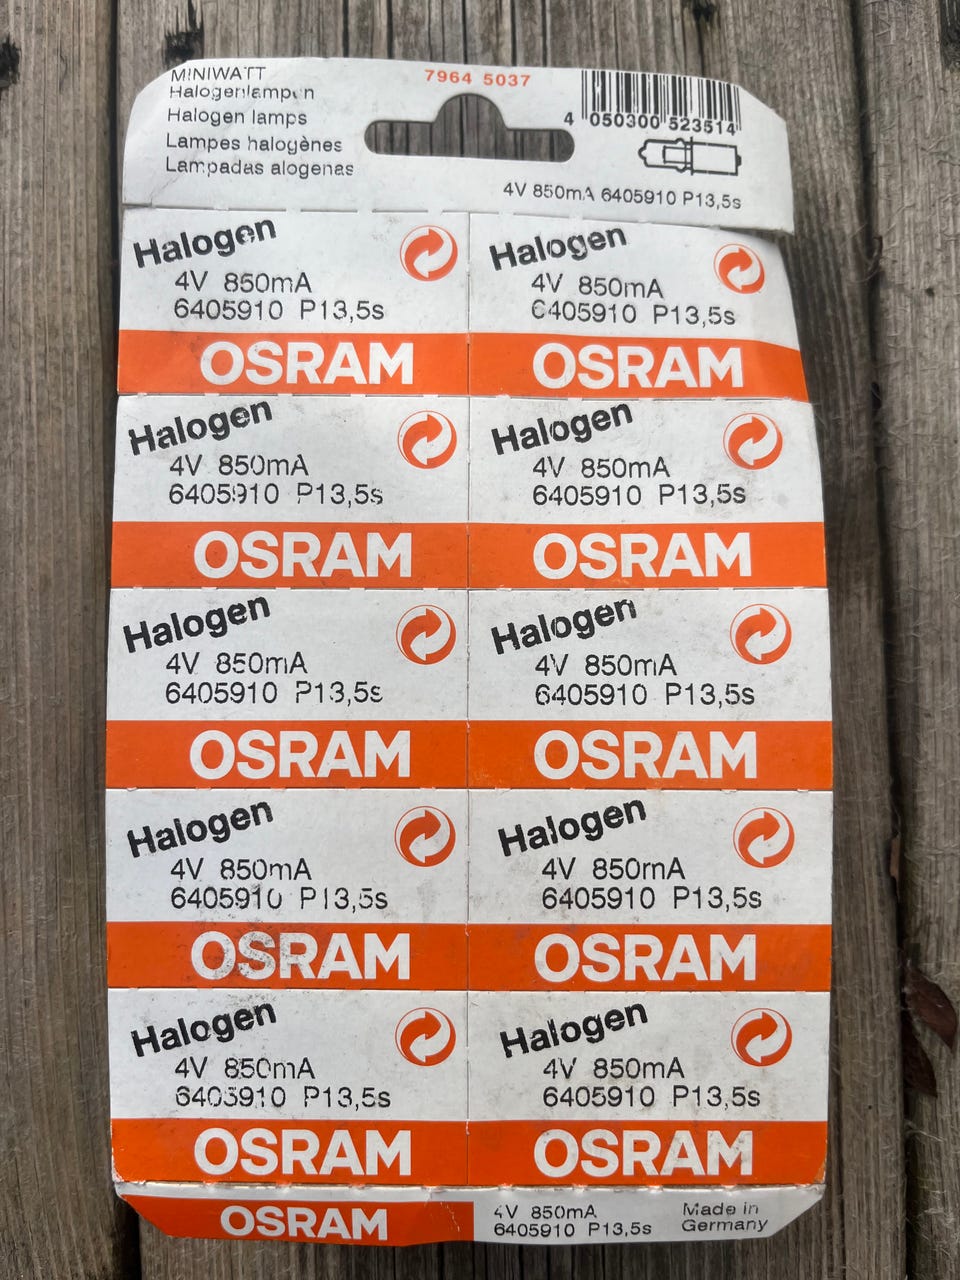 MINIWATT
Halogenlampen
Halogen lamps
Lampes halogènes
Lampadas alogenas
7964 5037
4 050300 523514
4V 850mA 6405910 P13,5s
Halogen
4V 850mA
6405910 P13,5s
OSRAM
Halogen
4V 850mA
6405910 P13,5s
OSRAM
Halogen
4V 850mA
6405910 P13,5s
OSRAM
Halogen
4V 850mA
6405910 P13,5s
OSRAM
Halogen
4V 850mA
6405910 P13,5s
OSRAM
Halogen
4V 850mA
6405910 P13,5s
OSRAM
Halogen
4V 850mA
6405910 P13,5s
OSRAM
Halogen
4V 850mA
6405910 P13,5s
OSRAM
Halogen
4V 850mA
6405910 P13,5s
OSRAM
Halogen
4V 850mA
6405910 P13,5s
OSRAM
OSRAM
4V 850mA
6405910 P13,5s
Made in
Germany